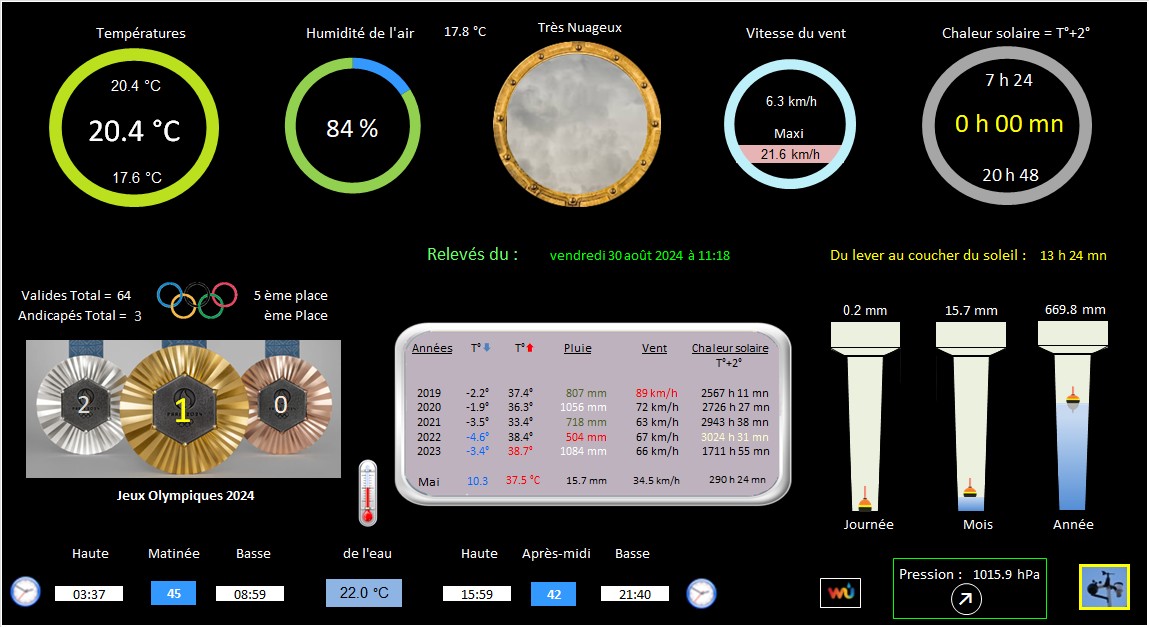 Températures
Humidité de l'air
17.8 °C
Très Nuageux
Vitesse du vent
Chaleur solaire = T°+2°
20.4 °C
20.4 °C
17.6 °C
84 %
6.3 km/h
Maxi
21.6 km/h
7 h 24
0 h 00 mn
20 h 48
Relevés du : vendredi 30 août 2024 à 11:18
Du lever au coucher du soleil : 13 h 24 mn
Valides Total = 64
5 ème place
Andicapés Total = 3
ème Place
2
1
0
Jeux Olympiques 2024
Années T° T° Pluie Vent Chaleur solaire
T°+2°
2019 -2.2° 37.4° 807 mm 89 km/h 2567 h 11 mn
2020 -1.9° 36.3° 1056 mm 72 km/h 2726 h 27 mn
2021 -3.5° 33.4° 718 mm 63 km/h 2943 h 38 mn
2022 -4.6° 38.4° 504 mm 67 km/h 3024 h 31 mn
2023 -3.4° 38.7° 1084 mm 66 km/h 1711 h 55 mn
Mai 10.3 37.5 °C 15.7 mm 34.5 km/h 290 h 24 mn
0.2 mm
15.7 mm
669.8 mm
Journée
Mois
Année
Haute
Matinée
Basse
de l'eau
Haute
Après-midi
Basse
03:37
45
08:59
22.0 °C
15:59
42
21:40
wu
Pression : 1015.9 hPa